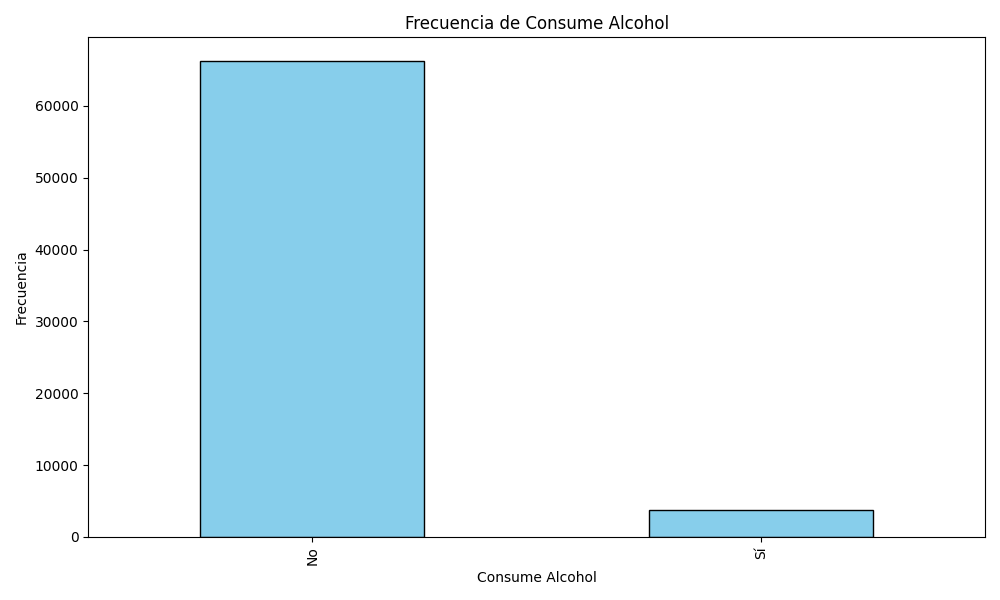 Frecuencia de Consume Alcohol
Frecuencia
60000
50000
40000
30000
20000
10000
0
No
Sí
Consume Alcohol